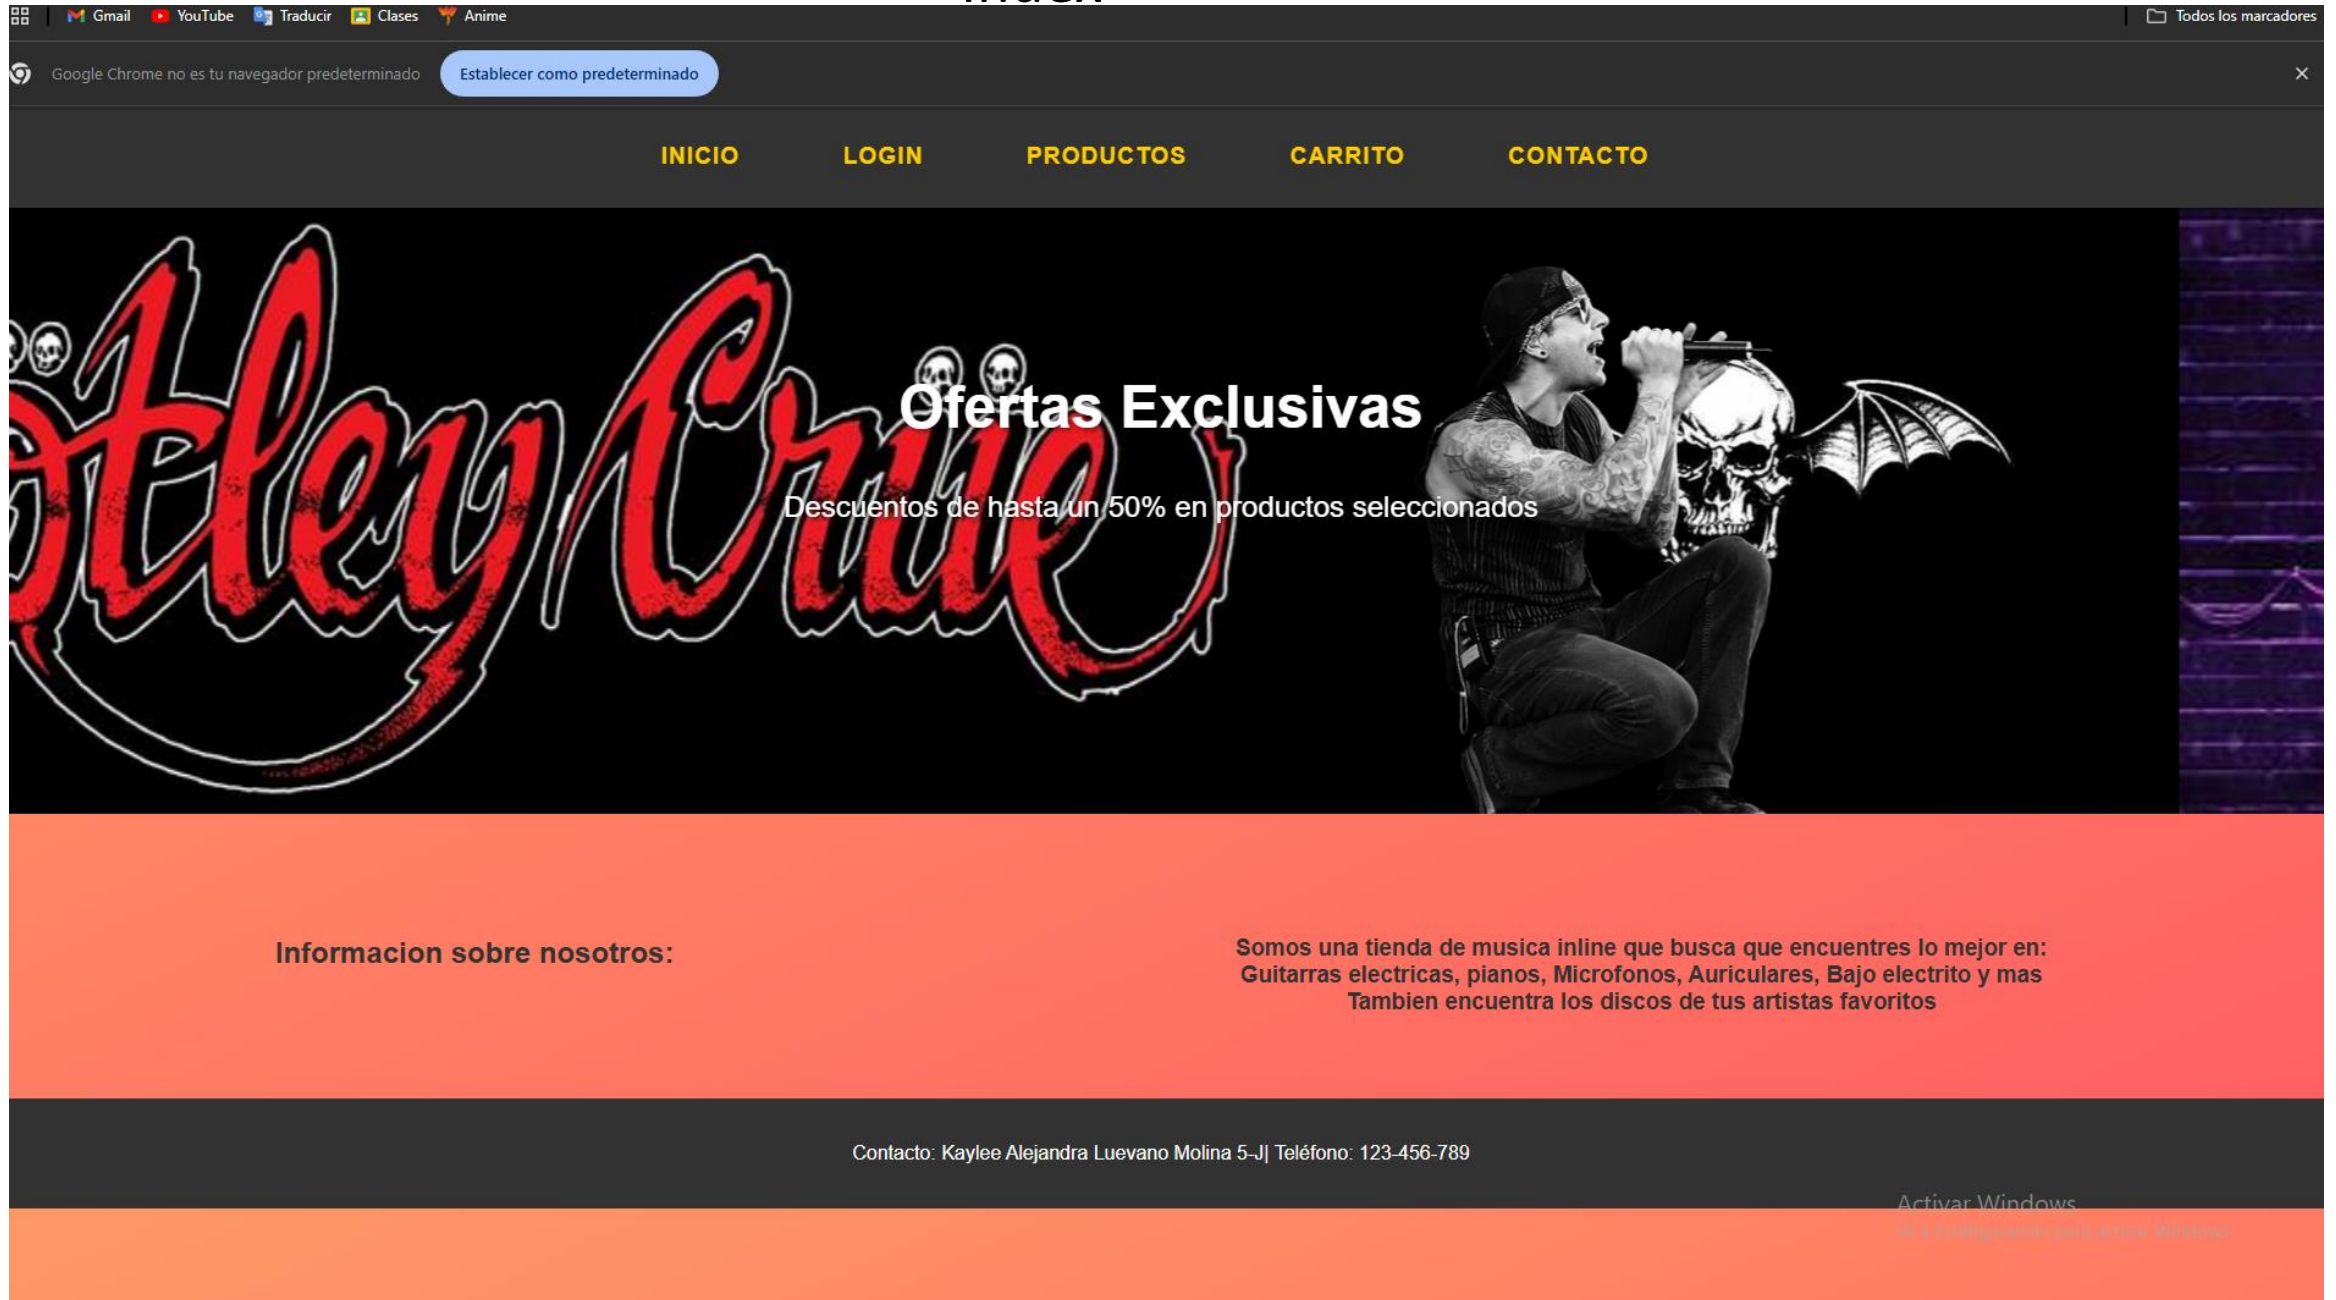 Gmail YouTube Traducir Clases Anime Todos los marcadores
Google Chrome no es tu navegador predeterminado Establecer como predeterminado
INICIO LOGIN PRODUCTOS CARRITO CONTACTO
ötley Crüe
Ofertas Exclusivas
Descuentos de hasta un 50% en productos seleccionados
Informacion sobre nosotros:
Somos una tienda de musica inline que busca que encuentres lo mejor en:
Guitarras electricas, pianos, Microfonos, Auriculares, Bajo electrito y mas
Tambien encuentra los discos de tus artistas favoritos
Contacto: Kaylee Alejandra Luevano Molina 5-J| Teléfono: 123-456-789
Activar Windows